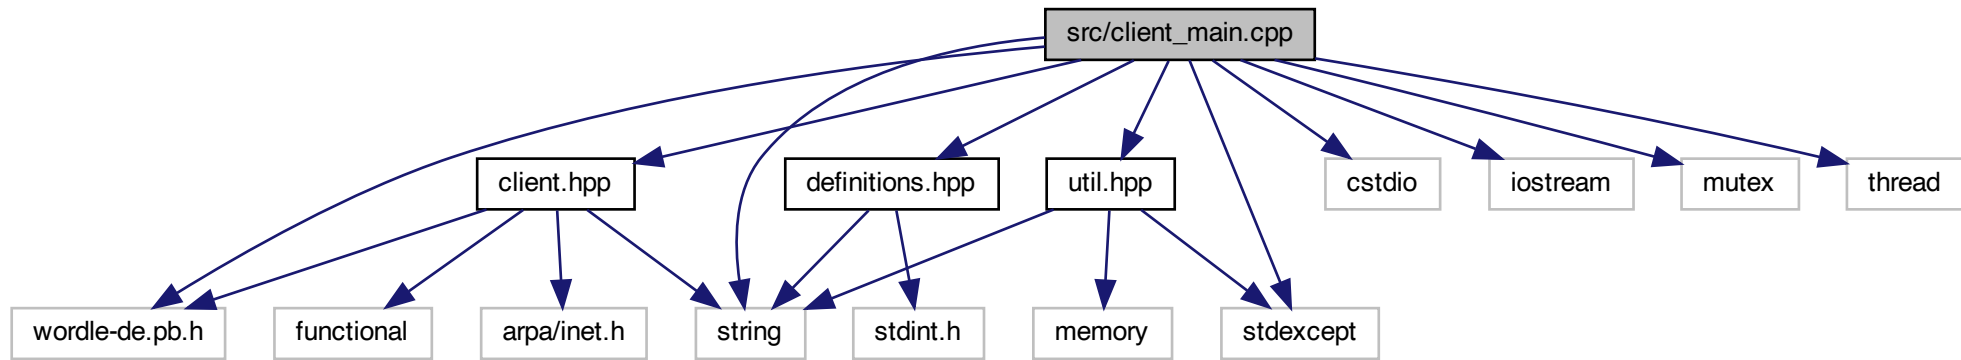 src/client_main.cpp
client.hpp
definitions.hpp
util.hpp
cstdio
iostream
mutex
thread
wordle-de.pb.h
functional
arpa/inet.h
string
stdint.h
memory
stdexcept